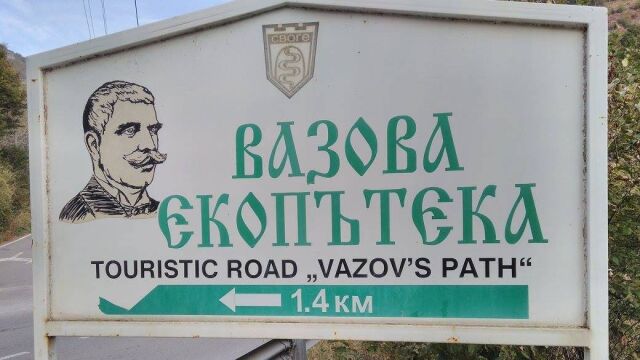 СВОГЕ
ВАЗОВА
ЕКОПЪТЕКА
TOURISTIC ROAD „VAZOV'S PATH“
1.4 КМ